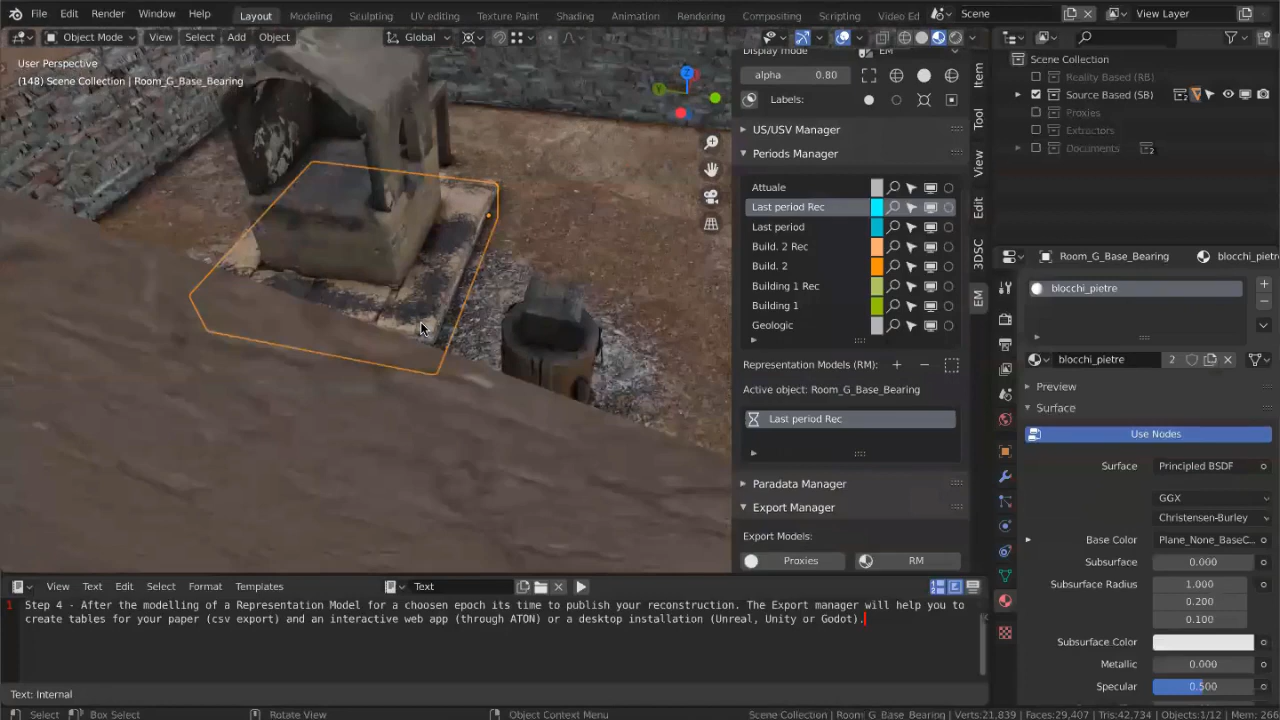 File Edit Render Window Help Layout Modeling Sculpting UV editing Texture Paint Shading Animation Rendering Compositing Scripting Video Ed Scene View Layer
Object Mode View Select Add Object Global
User Perspective
(148) Scene Collection | Room_G_Base_Bearing
Display mode EM
alpha 0.80
Labels:
US/USV Manager
Periods Manager
Attuale
Last period Rec
Last period
Build. 2 Rec
Build. 2
Building 1 Rec
Building 1
Geologic
Representation Models (RM):
Active object: Room_G_Base_Bearing
Last period Rec
Paradata Manager
Export Manager
Export Models:
Proxies RM
Item
Tool
View
Edit
3DSC
EM
Scene Collection
Reality Based (RB)
Source Based (SB)
Proxies
Extractors
Documents
Room_G_Base_Bearing blocchi_pietr
blocchi_pietre
blocchi_pietre 2
Preview
Surface
Use Nodes
Surface Principled BSDF
GGX
Christensen-Burley
Base Color Plane_None_BaseC...
Subsurface 0.000
Subsurface Radius 1.000
0.200
0.100
Subsurface Color
Metallic 0.000
Specular 0.500
View Text Edit Select Format Templates Text
1 Step 4 - After the modelling of a Representation Model for a choosen epoch its time to publish your reconstruction. The Export manager will help you to
create tables for your paper (csv export) and an interactive web app (through ATON) or a desktop installation (Unreal, Unity or Godot).
Text: Internal
Select Box Select Rotate View Object Context Menu Scene Collection | Room_G_Base_Bearing | Verts:21,839 | Faces:29,407 | Tris:42,734 | Objects:1/12 | Mem: 266